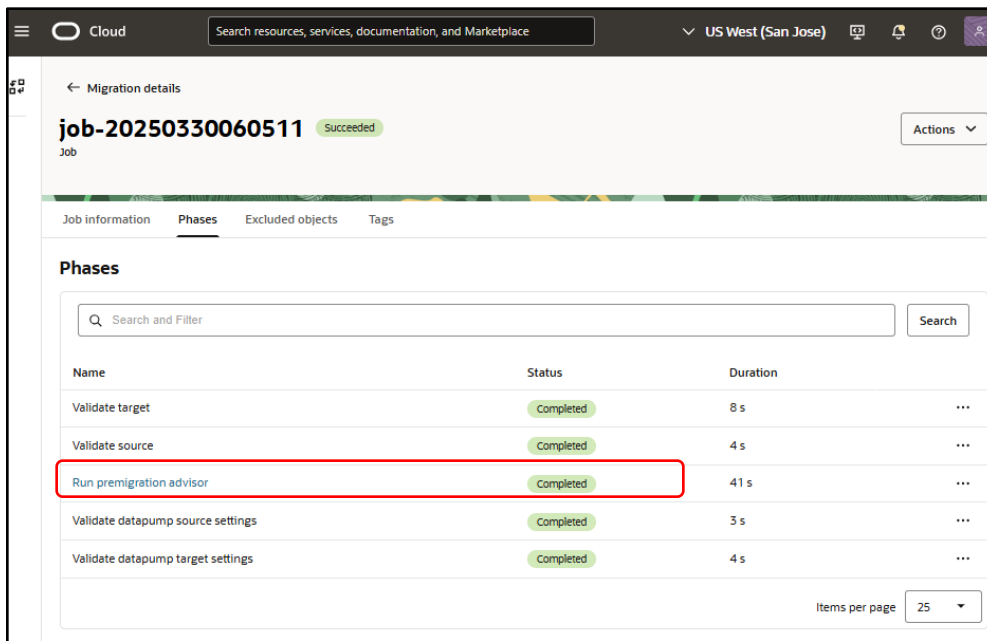 Cloud
Search resources, services, documentation, and Marketplace
US West (San Jose)
Migration details
job-20250330060511 Succeeded
Job
Actions
Job information Phases Excluded objects Tags
Phases
Search and Filter
Search
Name Status Duration
Validate target Completed 8 s
Validate source Completed 4 s
Run premigration advisor Completed 41 s
Validate datapump source settings Completed 3 s
Validate datapump target settings Completed 4 s
Items per page 25